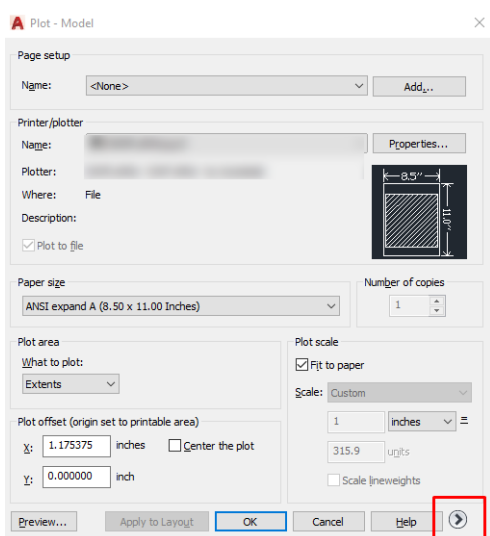 Plot - Model
Page setup
Name: <None> Add...
Printer/plotter
Name: Properties...
Plotter:
Where: File
Description:
Plot to file
8.5''
11.0''
Paper size
ANSI expand A (8.50 x 11.00 Inches)
Number of copies
1
Plot area
What to plot:
Extents
Plot offset (origin set to printable area)
X: 1.175375 inches Center the plot
Y: 0.000000 inch
Plot scale
Fit to paper
Scale: Custom
1 inches =
315.9 units
Scale lineweights
Preview... Apply to Layout OK Cancel Help